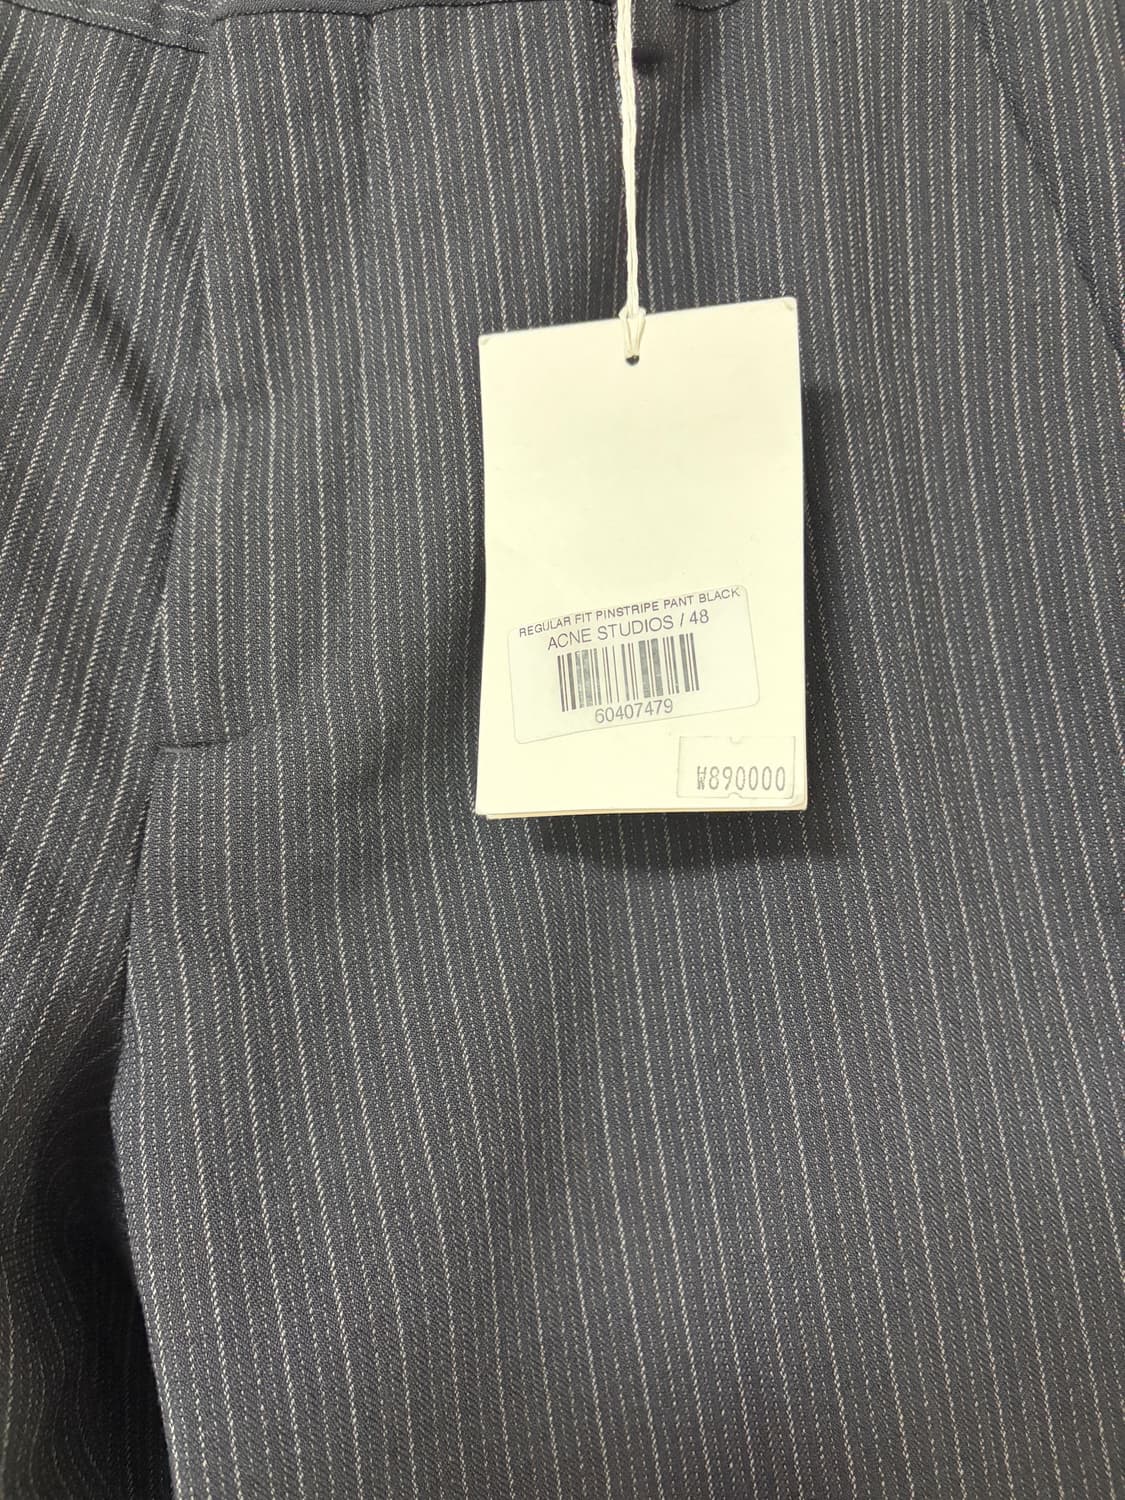 REGULAR FIT PINSTRIPE PANT BLACK
ACNE STUDIOS / 48
60407479
₩890000